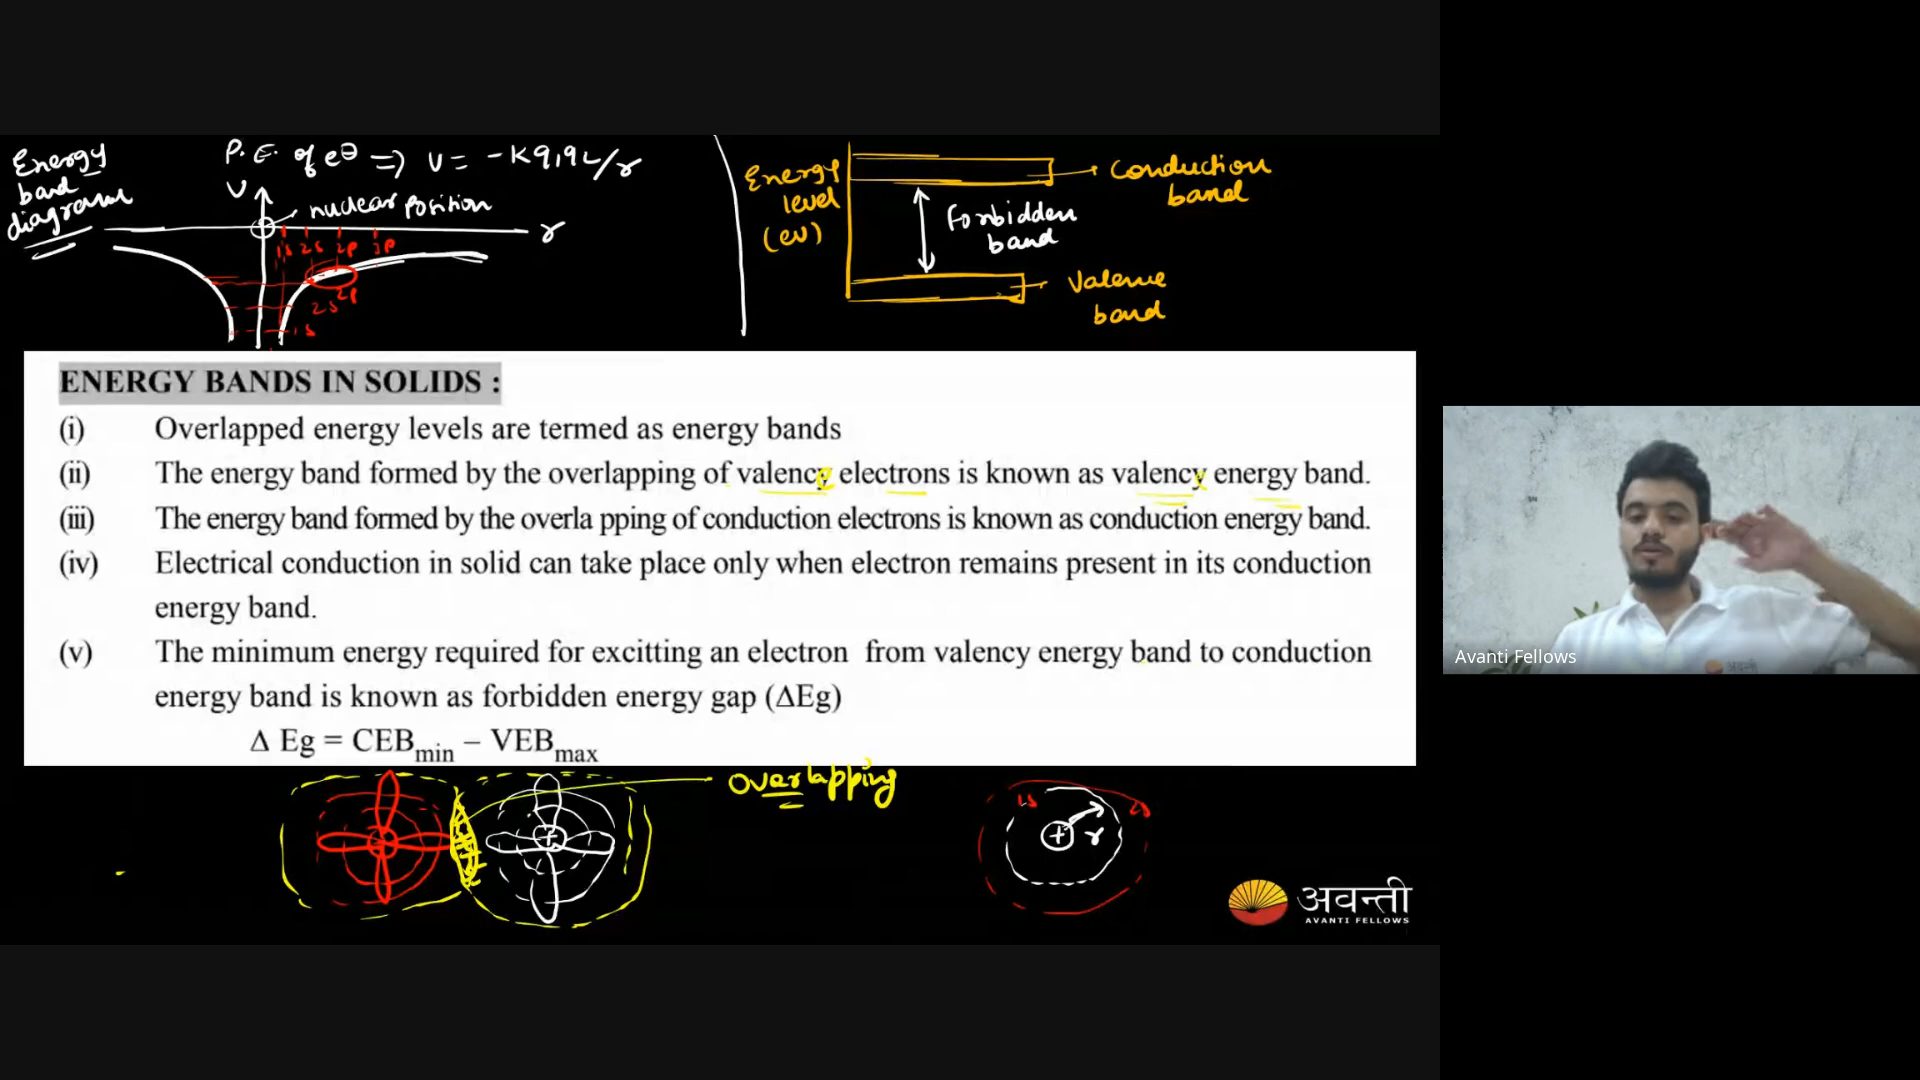 Energy
band
diagram
P.E. of e⊖ => U = -Kq1q2/r
U
nuclear position
r
1s 2s 2p 3p
2s 2p
1s
Energy
level
(eV)
Conduction
band
Forbidden
band
Valence
band
ENERGY BANDS IN SOLIDS :
(i) Overlapped energy levels are termed as energy bands
(ii) The energy band formed by the overlapping of valency electrons is known as valency energy band.
(iii) The energy band formed by the overla pping of conduction electrons is known as conduction energy band.
(iv) Electrical conduction in solid can take place only when electron remains present in its conduction
energy band.
(v) The minimum energy required for excitting an electron from valency energy band to conduction
energy band is known as forbidden energy gap (ΔEg)
Δ Eg = CEBmin – VEBmax
overlapping
+
1s 2s
+ r
अवन्ती
AVANTI FELLOWS
Avanti Fellows